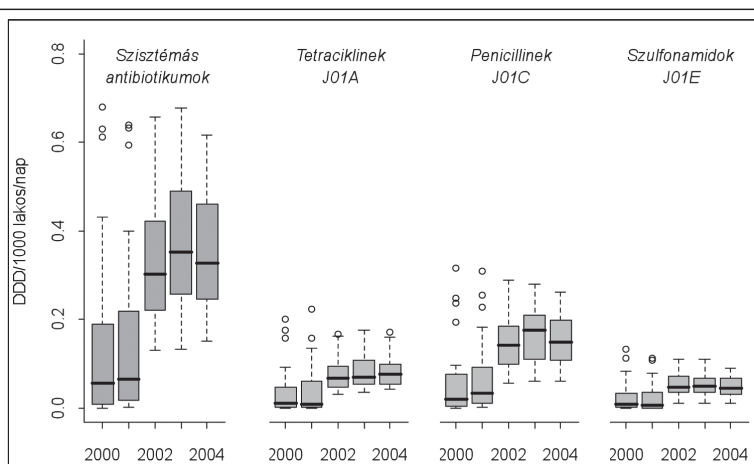 Szisztémás
antibiotikumok
Tetraciklinek
J01A
Penicillinek
J01C
Szulfonamidok
J01E
DDD/1000 lakos/nap
0.8
0.6
0.4
0.2
0.0
2000 2002 2004
2000 2002 2004
2000 2002 2004
2000 2002 2004